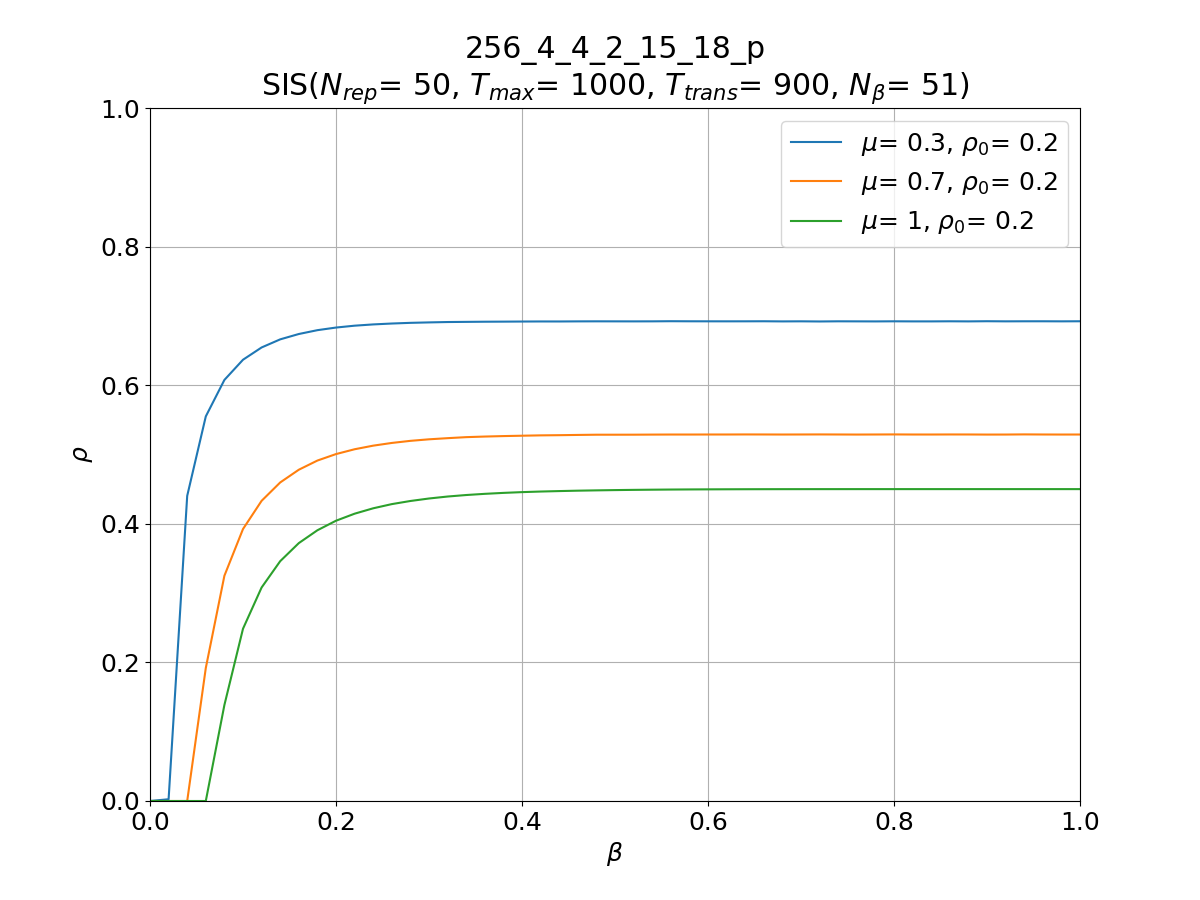 256_4_4_2_15_18_p
SIS(N_rep= 50, T_max= 1000, T_trans= 900, N_β= 51)
1.0
0.8
0.6
0.4
0.2
0.0
ρ
μ= 0.3, ρ₀= 0.2
μ= 0.7, ρ₀= 0.2
μ= 1, ρ₀= 0.2
0.0 0.2 0.4 0.6 0.8 1.0
β